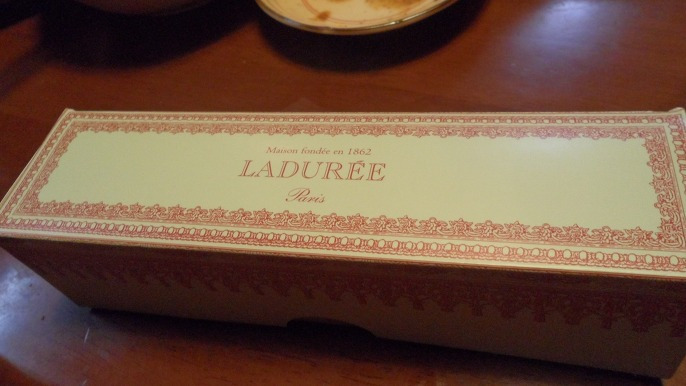 Maison fondée en 1862
LADURÉE
Paris